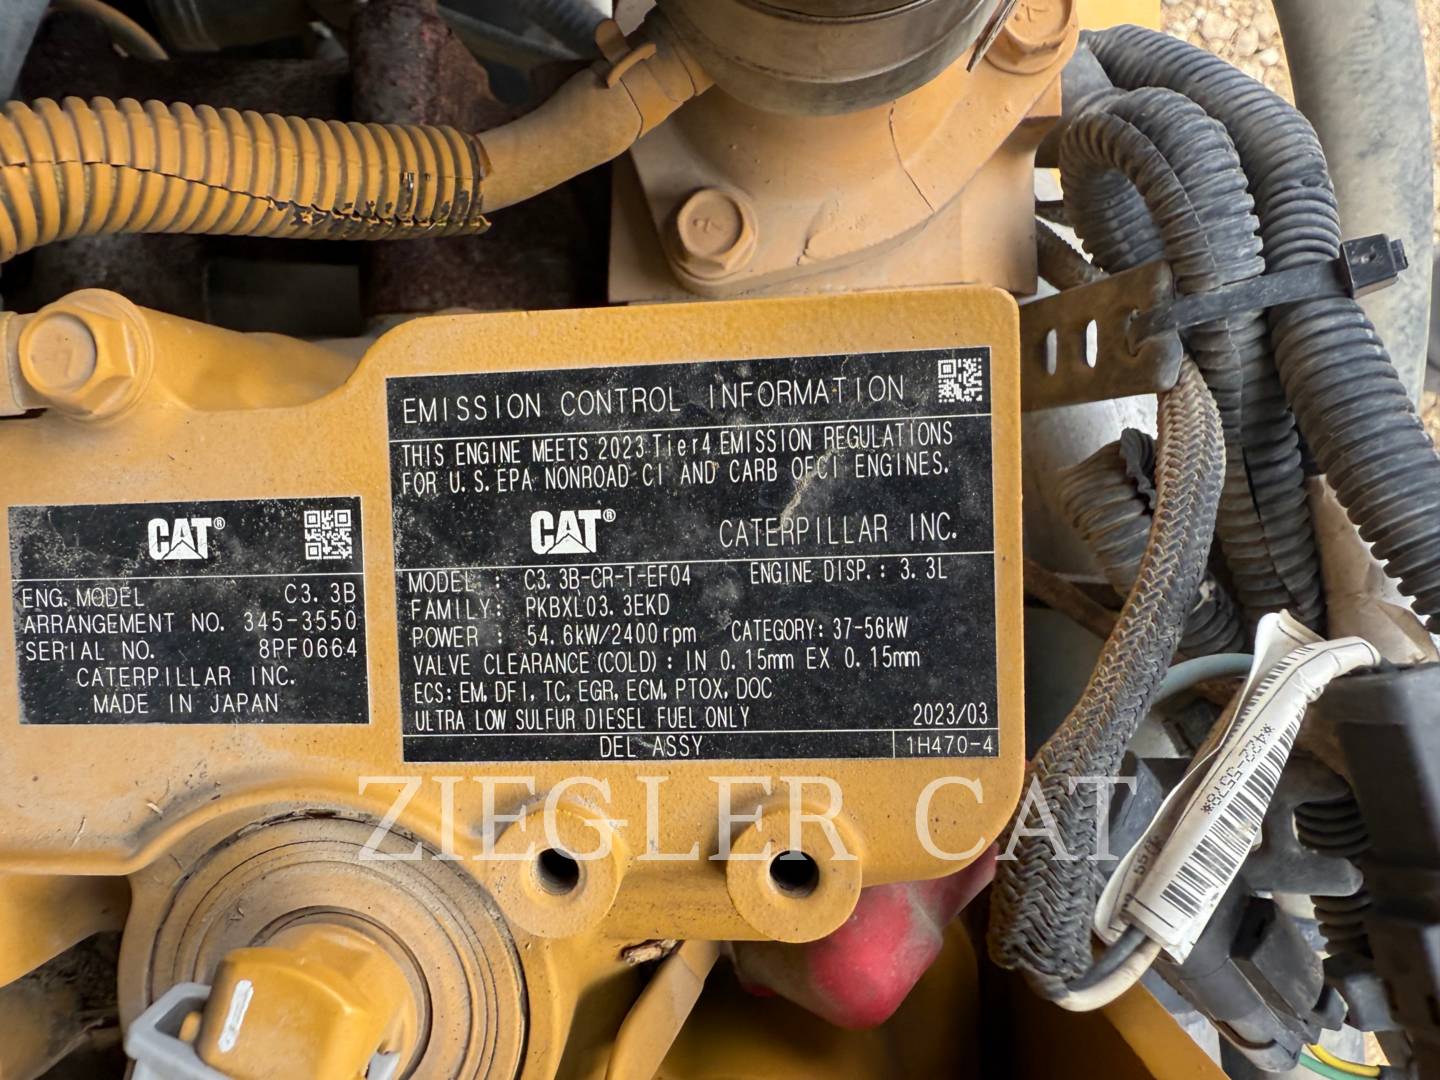 CAT®
ENG. MODEL C3.3B
ARRANGEMENT NO. 345-3550
SERIAL NO. 8PF0664
CATERPILLAR INC.
MADE IN JAPAN
EMISSION CONTROL INFORMATION
THIS ENGINE MEETS 2023 Tier4 EMISSION REGULATIONS
FOR U.S. EPA NONROAD CI AND CARB OFCI ENGINES.
CAT® CATERPILLAR INC.
MODEL : C3.3B-CR-T-EF04 ENGINE DISP.: 3.3L
FAMILY: PKBXL03.3EKD
POWER : 54.6kW/2400rpm CATEGORY: 37-56kW
VALVE CLEARANCE (COLD) : IN 0.15mm EX 0.15mm
ECS: EM, DFI, TC, EGR, ECM, PTOX, DOC
ULTRA LOW SULFUR DIESEL FUEL ONLY 2023/03
DEL ASSY 1H470-4
ZIEGLER CAT
*422-5578*